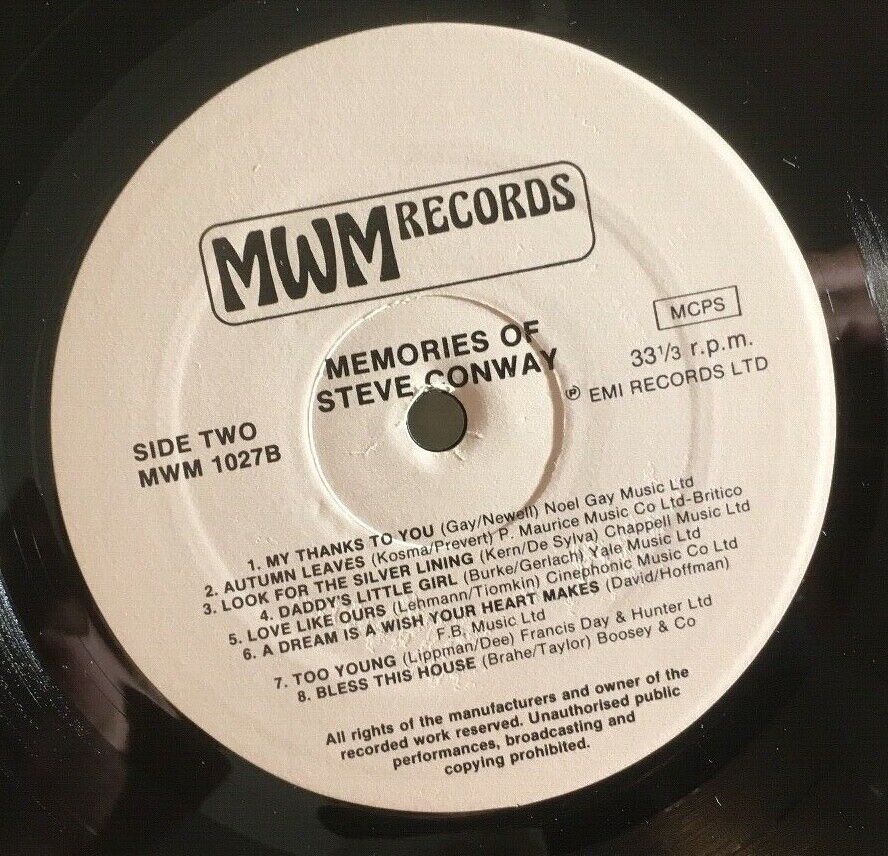 MWM RECORDS
MEMORIES OF
STEVE CONWAY
MCPS
33 1/3 r.p.m.
℗ EMI RECORDS LTD
SIDE TWO
MWM 1027B
1. MY THANKS TO YOU (Gay/Newell) Noel Gay Music Ltd
2. AUTUMN LEAVES (Kosma/Prevert) P. Maurice Music Co Ltd-Britico
3. LOOK FOR THE SILVER LINING (Kern/De Sylva) Chappell Music Ltd
4. DADDY'S LITTLE GIRL (Burke/Gerlach) Yale Music Ltd
5. LOVE LIKE OURS (Lehmann/Tiomkin) Cinephonic Music Co Ltd
6. A DREAM IS A WISH YOUR HEART MAKES (David/Hoffman)
F.B. Music Ltd
7. TOO YOUNG (Lippman/Dee) Francis Day & Hunter Ltd
8. BLESS THIS HOUSE (Brahe/Taylor) Boosey & Co
All rights of the manufacturers and owner of the
recorded work reserved. Unauthorised public
performances, broadcasting and
copying prohibited.